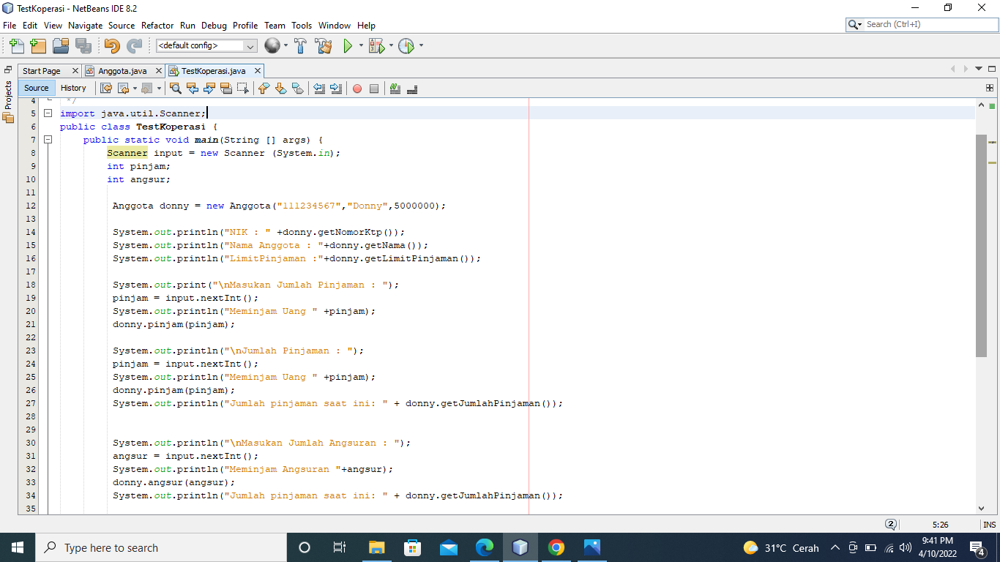 TestKoperasi - NetBeans IDE 8.2
File Edit View Navigate Source Refactor Run Debug Profile Team Tools Window Help
Search (Ctrl+I)
<default config>
Projects
Start Page Anggota.java TestKoperasi.java
Source History
4 */
5 import java.util.Scanner;
6 public class TestKoperasi {
7 public static void main(String [] args) {
8 Scanner input = new Scanner (System.in);
9 int pinjam;
10 int angsur;
11
12 Anggota donny = new Anggota("111234567","Donny",5000000);
13
14 System.out.println("NIK : " +donny.getNomorKtp());
15 System.out.println("Nama Anggota : "+donny.getNama());
16 System.out.println("LimitPinjaman :"+donny.getLimitPinjaman());
17
18 System.out.print("\nMasukan Jumlah Pinjaman : ");
19 pinjam = input.nextInt();
20 System.out.println("Meminjam Uang " +pinjam);
21 donny.pinjam(pinjam);
22
23 System.out.println("\nJumlah Pinjaman : ");
24 pinjam = input.nextInt();
25 System.out.println("Meminjam Uang " +pinjam);
26 donny.pinjam(pinjam);
27 System.out.println("Jumlah pinjaman saat ini: " + donny.getJumlahPinjaman());
28
29
30 System.out.println("\nMasukan Jumlah Angsuran : ");
31 angsur = input.nextInt();
32 System.out.println("Meminjam Angsuran "+angsur);
33 donny.angsur(angsur);
34 System.out.println("Jumlah pinjaman saat ini: " + donny.getJumlahPinjaman());
35
2 5:26 INS
Type here to search
31°C Cerah
9:41 PM
4/10/2022
4